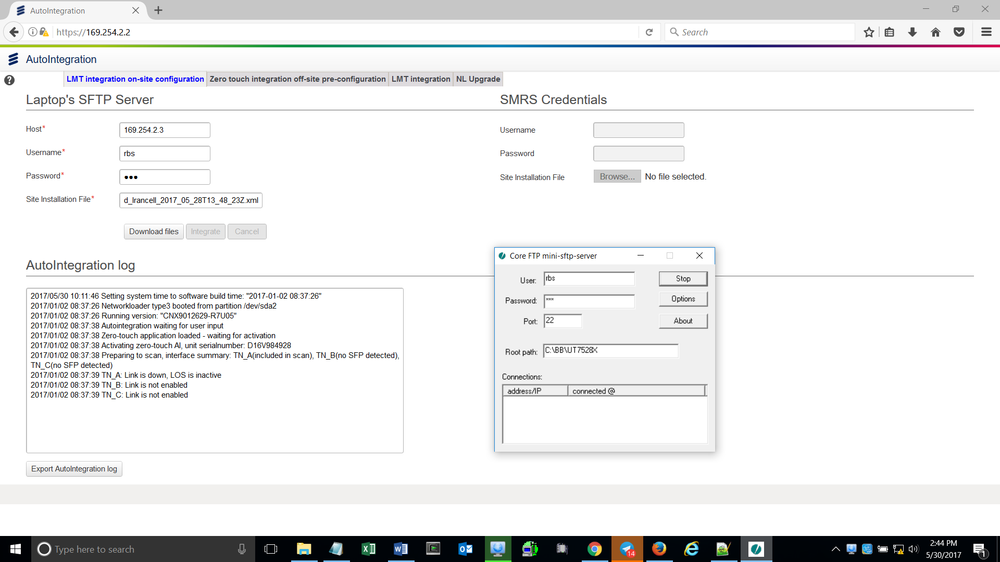 AutoIntegration
https://169.254.2.2
Search
AutoIntegration
LMT integration on-site configuration
Zero touch integration off-site pre-configuration
LMT integration
NL Upgrade
Laptop's SFTP Server
Host*
169.254.2.3
Username*
rbs
Password*
●●●
Site Installation File*
d_Irancell_2017_05_28T13_48_23Z.xml
Download files
Integrate
Cancel
SMRS Credentials
Username
Password
Site Installation File
Browse...
No file selected.
AutoIntegration log
2017/05/30 10:11:46 Setting system time to software build time: "2017-01-02 08:37:26"
2017/01/02 08:37:26 Networkloader type3 booted from partition /dev/sda2
2017/01/02 08:37:26 Running version: "CNX9012629-R7U05"
2017/01/02 08:37:38 Autointegration waiting for user input
2017/01/02 08:37:38 Zero-touch application loaded - waiting for activation
2017/01/02 08:37:38 Activating zero-touch AI, unit serialnumber: D16V984928
2017/01/02 08:37:38 Preparing to scan, interface summary: TN_A(included in scan), TN_B(no SFP detected),
TN_C(no SFP detected)
2017/01/02 08:37:39 TN_A: Link is down, LOS is inactive
2017/01/02 08:37:39 TN_B: Link is not enabled
2017/01/02 08:37:39 TN_C: Link is not enabled
Export AutoIntegration log
Core FTP mini-sftp-server
User:
rbs
Stop
Password:
***
Options
Port:
22
About
Root path:
C:\BB\UT7528X
Connections:
address/IP
connected @
Type here to search
14
2:44 PM
5/30/2017
1